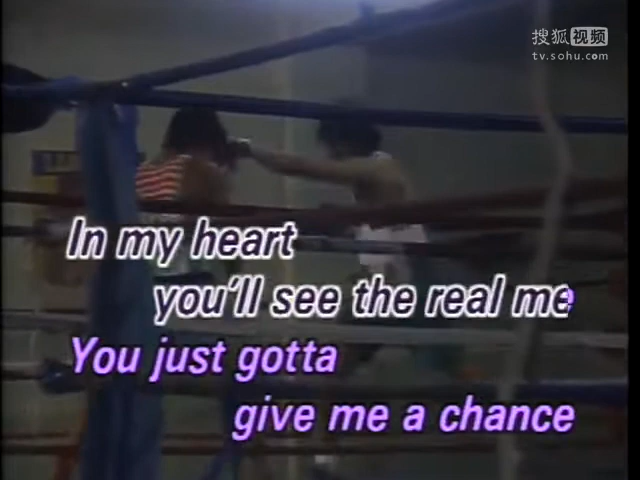 搜狐视频
tv.sohu.com
In my heart
you'll see the real me
You just gotta
give me a chance